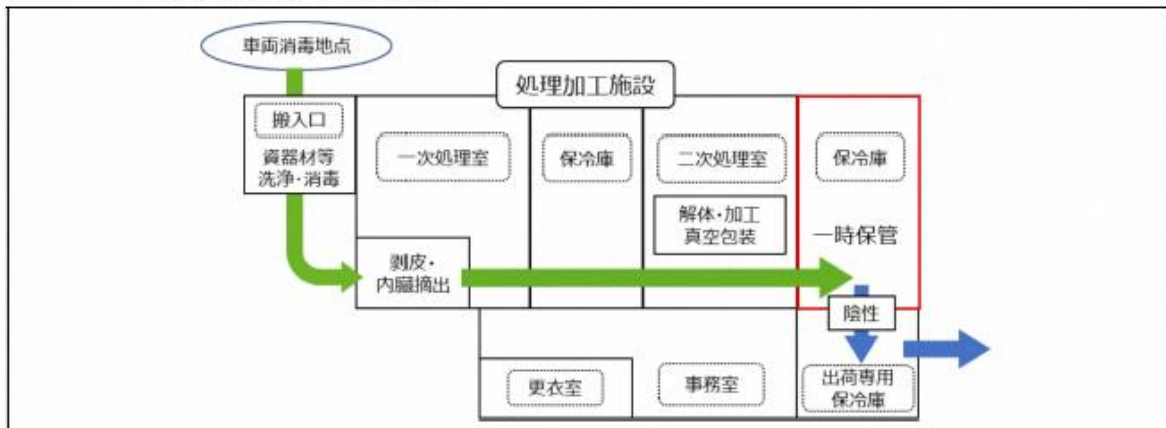 車両消毒地点
処理加工施設
搬入口
資器材等
洗浄・消毒
一次処理室
保冷庫
二次処理室
解体・加工
真空包装
保冷庫
一時保管
剥皮・
内臓摘出
陰性
更衣室
事務室
出荷専用
保冷庫